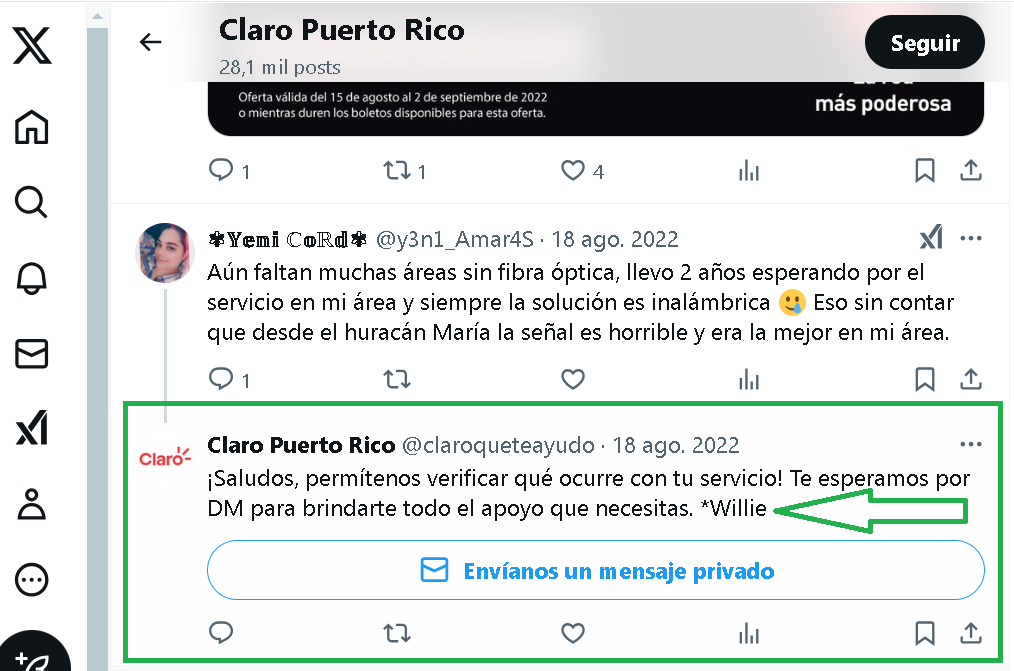 Claro Puerto Rico
28,1 mil posts
Seguir
Oferta válida del 15 de agosto al 2 de septiembre de 2022
o mientras duren los boletos disponibles para esta oferta.
más poderosa
1 1 4
✾𝐘𝐞𝐦𝐢 ℂ𝕠ℝ𝕕✾ @y3n1_Amar4S · 18 ago. 2022
Aún faltan muchas áreas sin fibra óptica, llevo 2 años esperando por el
servicio en mi área y siempre la solución es inalámbrica 🥲 Eso sin contar
que desde el huracán María la señal es horrible y era la mejor en mi área.
1
Claro Puerto Rico @claroqueteayudo · 18 ago. 2022
Claro
¡Saludos, permítenos verificar qué ocurre con tu servicio! Te esperamos por
DM para brindarte todo el apoyo que necesitas. *Willie
Envíanos un mensaje privado